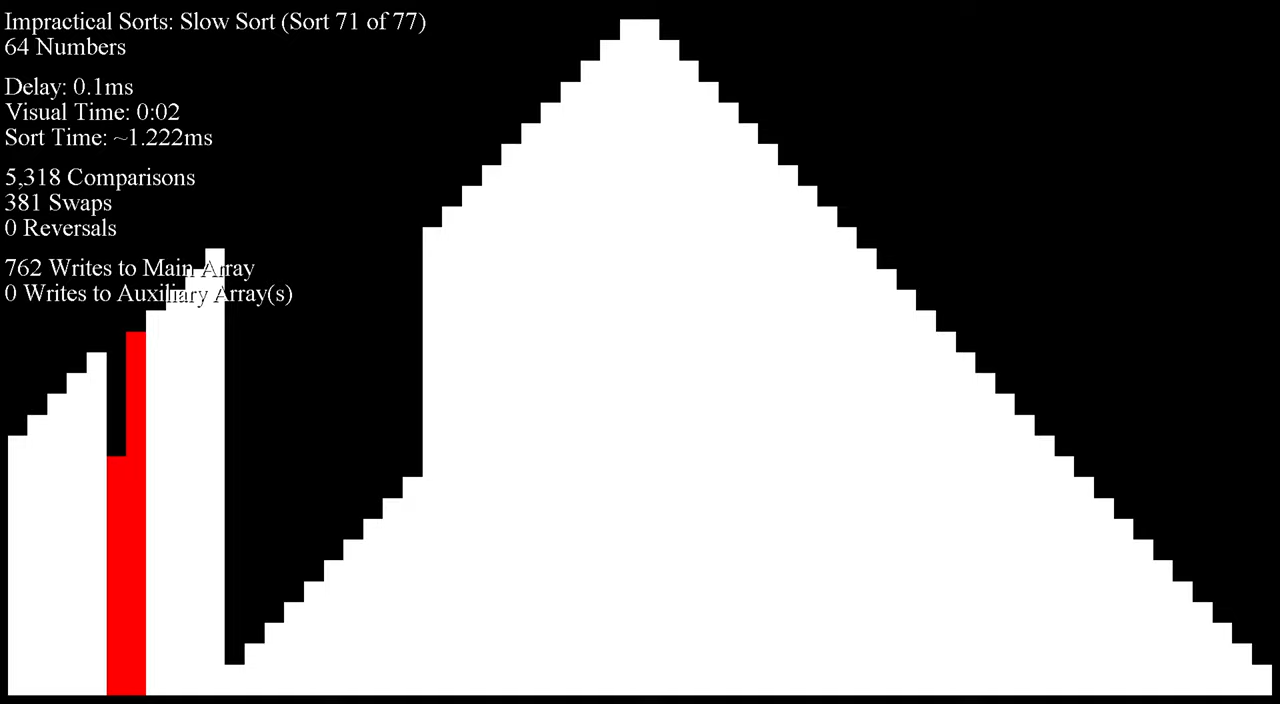 Impractical Sorts: Slow Sort (Sort 71 of 77)
64 Numbers
Delay: 0.1ms
Visual Time: 0:02
Sort Time: ~1.222ms
5,318 Comparisons
381 Swaps
0 Reversals
762 Writes to Main Array
0 Writes to Auxiliary Array(s)